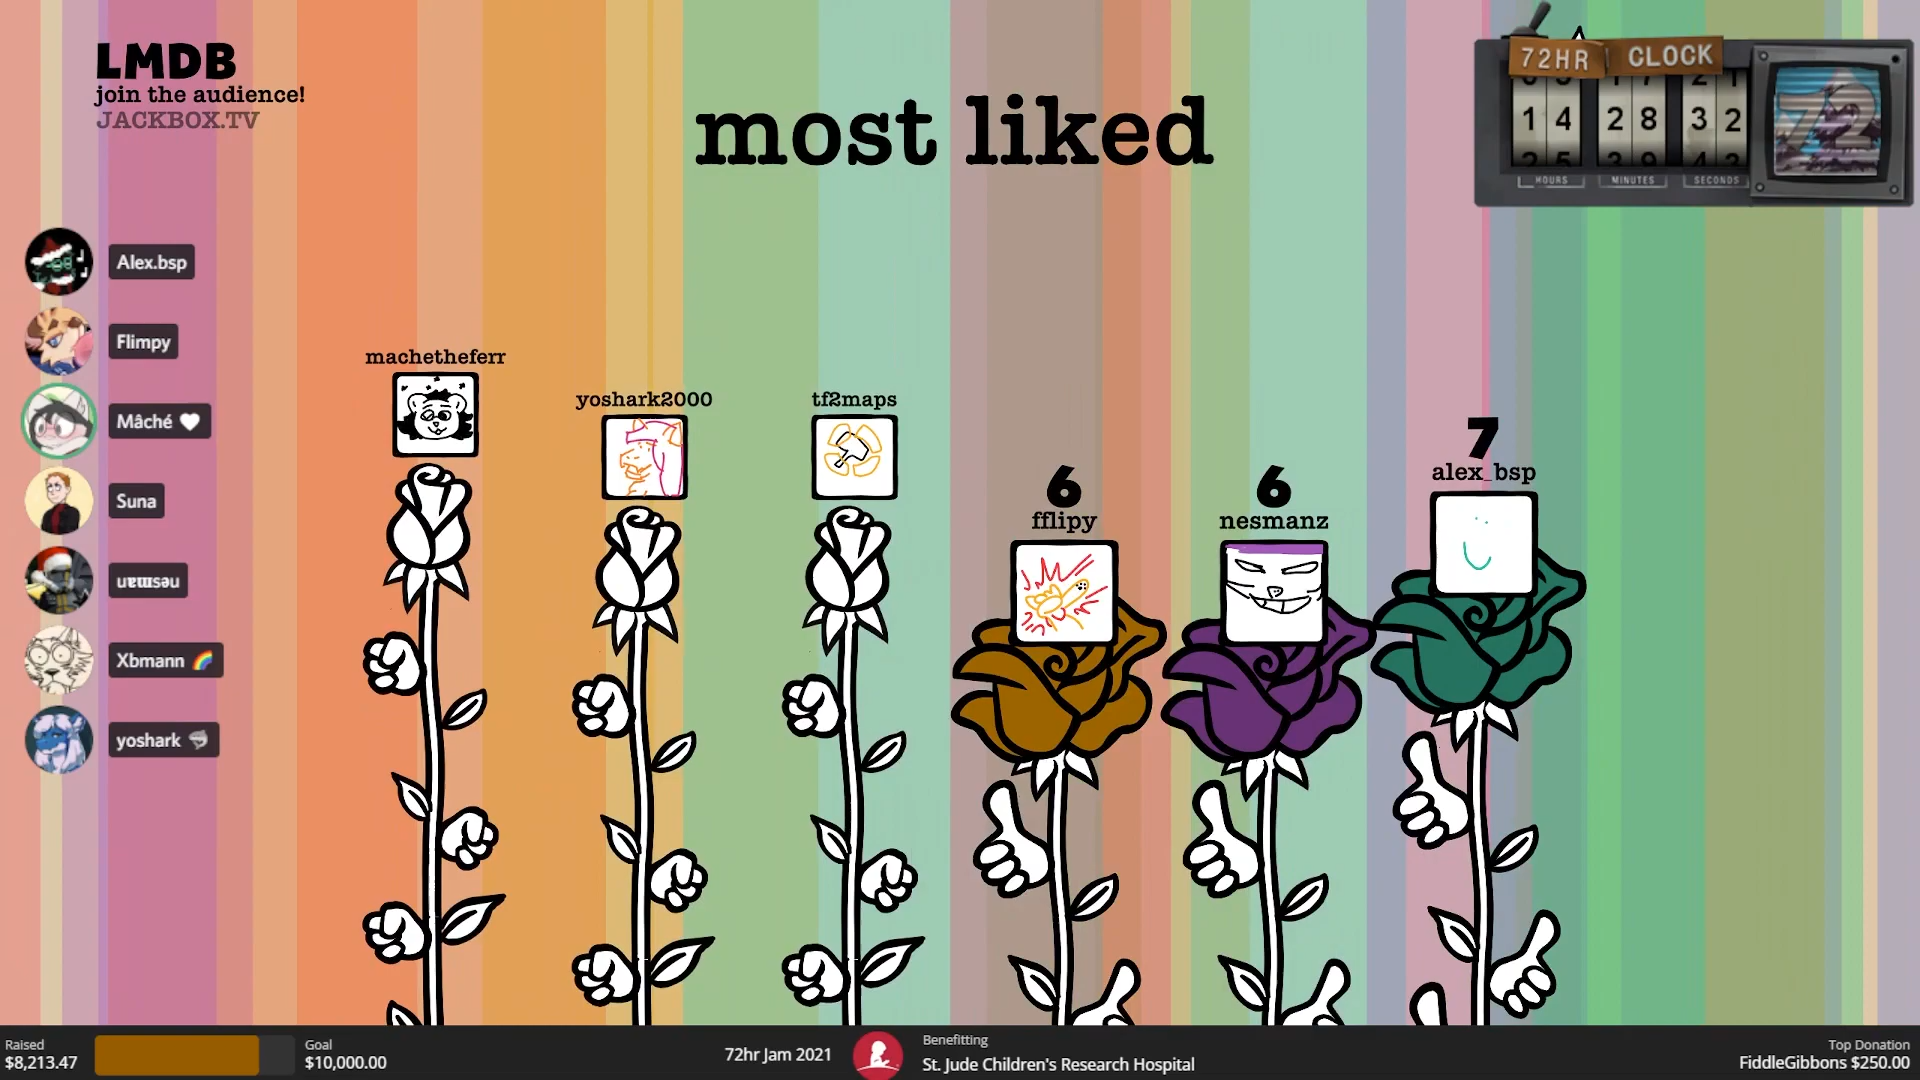 LMDB
join the audience!
JACKBOX.TV
most liked
72HR CLOCK
14 28 32
HOURS MINUTES SECONDS
Alex.bsp
Flimpy
Mâché 🤍
Suna
Xbmann 🌈
yoshark 🦈
machetheferr
yoshark2000
tf2maps
6
fflipy
6
nesmanz
7
alex_bsp
Raised
$8,213.47
Goal
$10,000.00
72hr Jam 2021
Benefitting
St. Jude Children's Research Hospital
Top Donation
FiddleGibbons $250.00